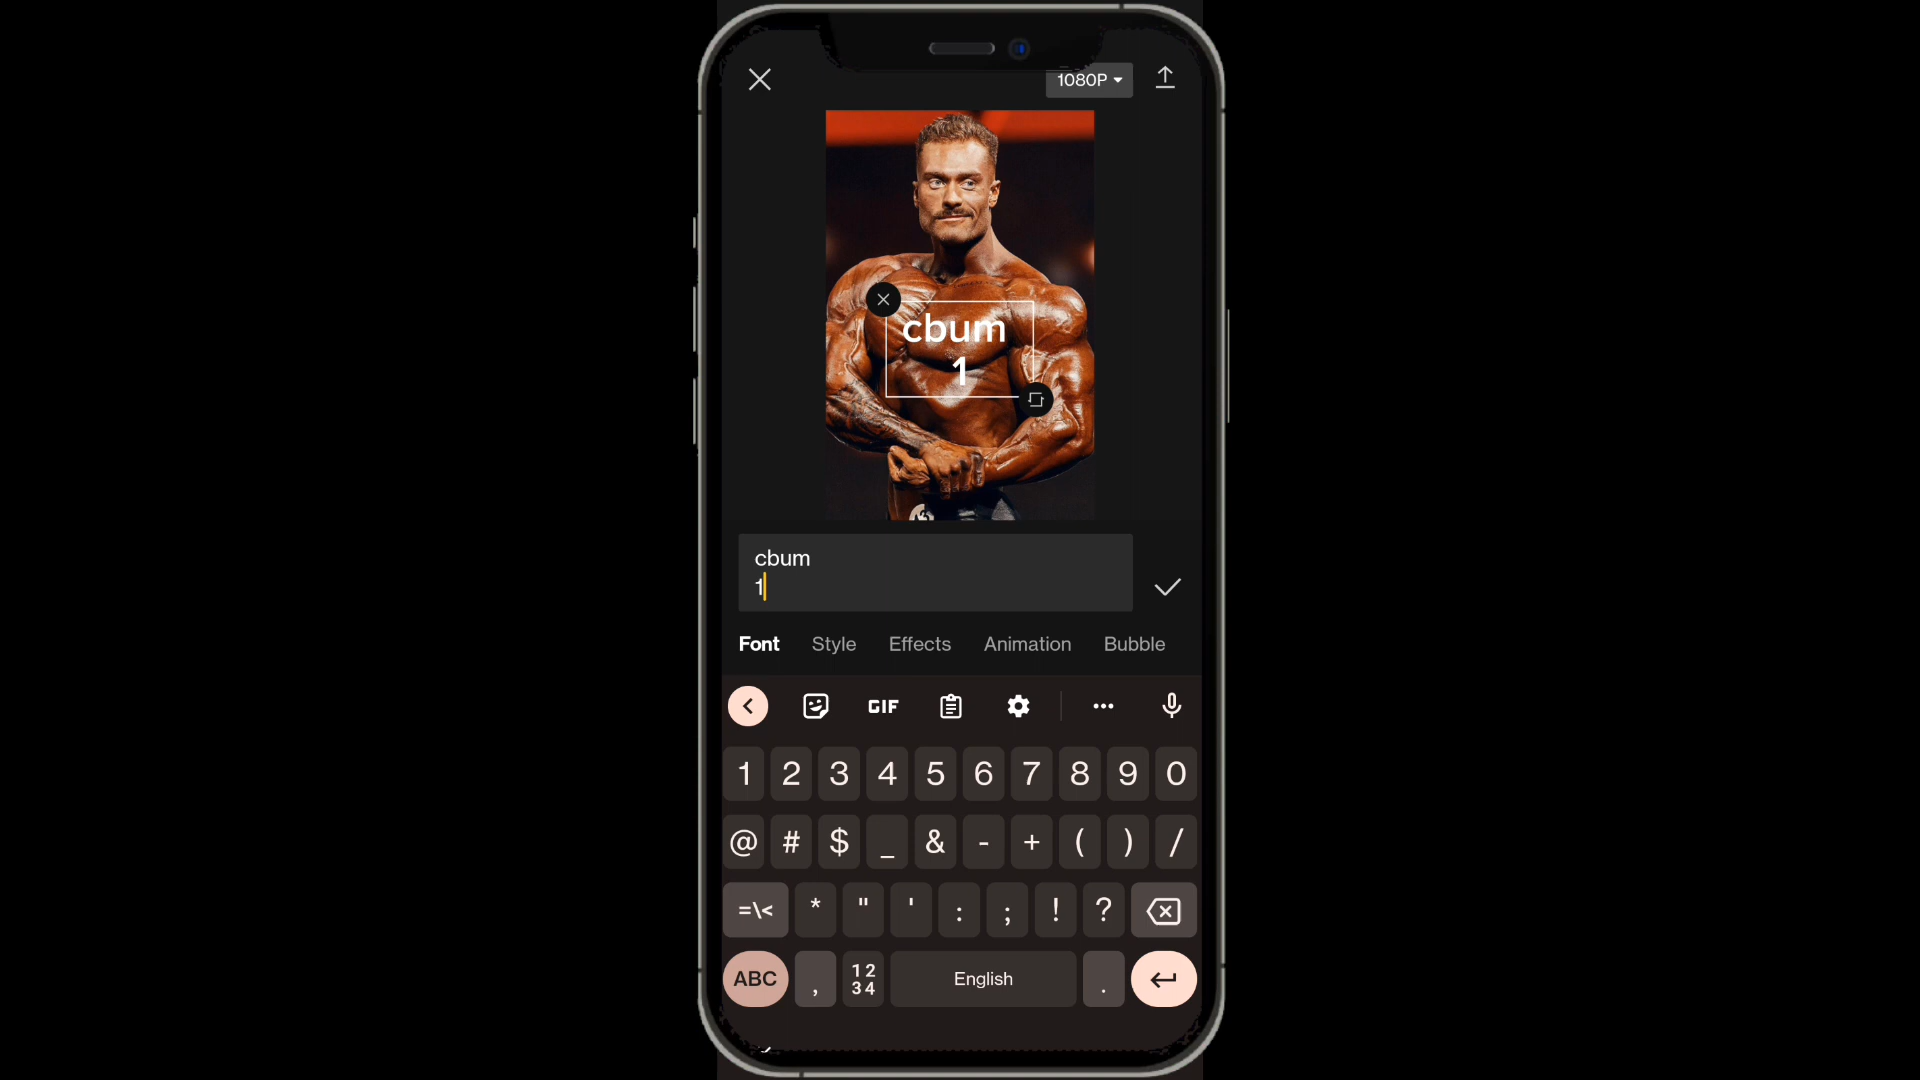 1080P
cbum
1
cbum
1
Font Style Effects Animation Bubble
GIF
1 2 3 4 5 6 7 8 9 0
@ # $ _ & - + ( ) /
=\< * " ' : ; ! ?
ABC , 12 34 English .